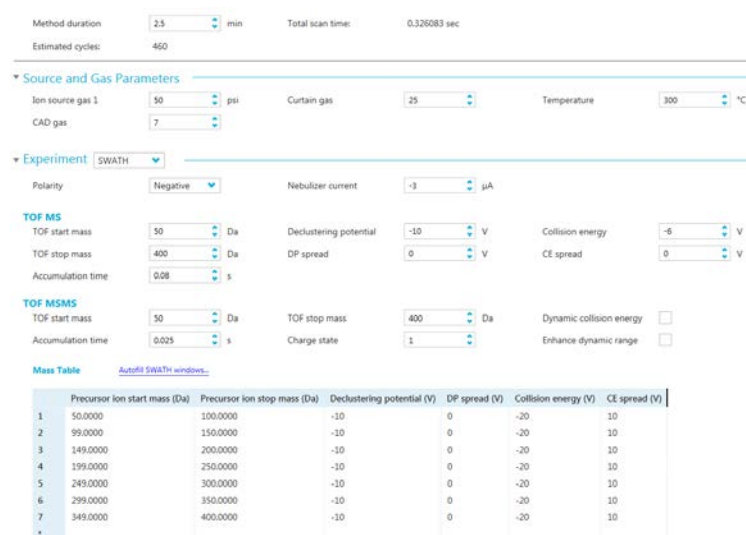 Method duration 2.5 min Total scan time: 0.326083 sec
Estimated cycles: 460
Source and Gas Parameters
Ion source gas 1 50 psi Curtain gas 25 Temperature 300 °C
CAD gas 7
Experiment SWATH
Polarity Negative Nebulizer current -3 µA
TOF MS
TOF start mass 50 Da Declustering potential -10 V Collision energy -6 V
TOF stop mass 400 Da DP spread 0 V CE spread 0 V
Accumulation time 0.08 s
TOF MSMS
TOF start mass 50 Da TOF stop mass 400 Da Dynamic collision energy
Accumulation time 0.025 s Charge state 1 Enhance dynamic range
Mass Table Autofill SWATH windows...
Precursor ion start mass (Da) Precursor ion stop mass (Da) Declustering potential (V) DP spread (V) Collision energy (V) CE spread (V)
1 50.0000 100.0000 -10 0 -20 10
2 99.0000 150.0000 -10 0 -20 10
3 149.0000 200.0000 -10 0 -20 10
4 199.0000 250.0000 -10 0 -20 10
5 249.0000 300.0000 -10 0 -20 10
6 299.0000 350.0000 -10 0 -20 10
7 349.0000 400.0000 -10 0 -20 10